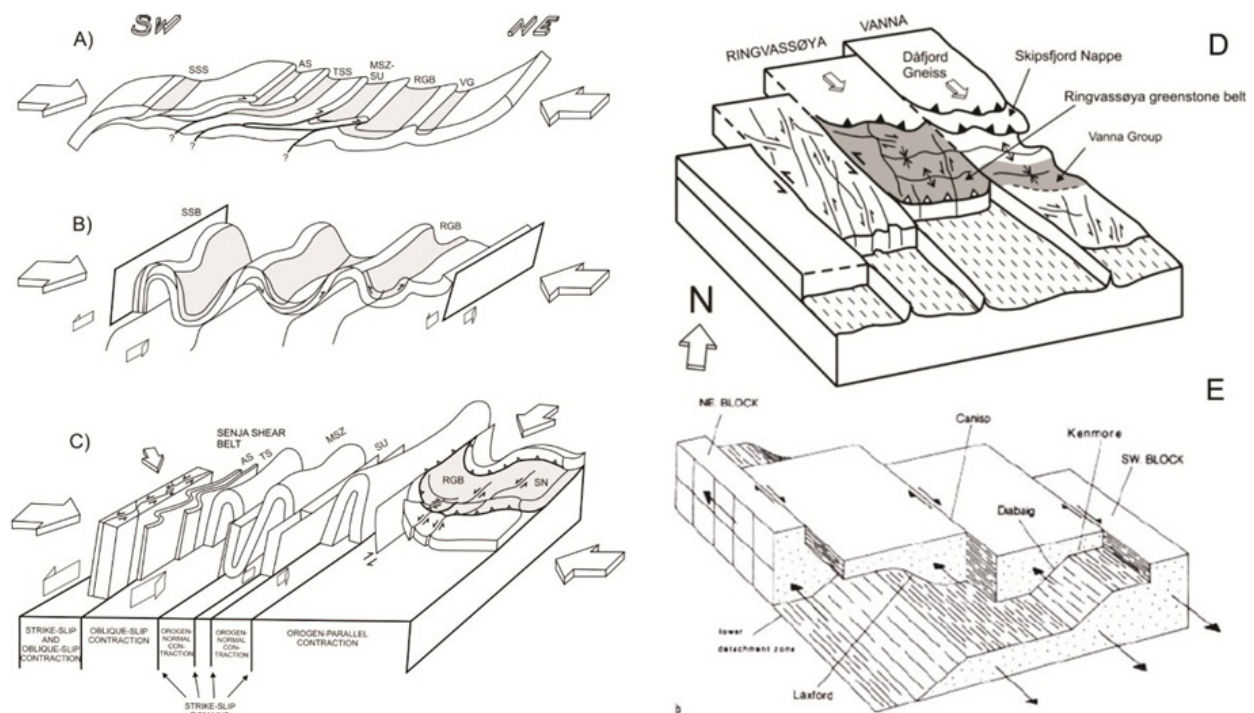 SW
NE
A)
SSS
AS
TSS
MSZ-
SU
RGB
VG
?
?
?
B)
SSB
RGB
C)
SENJA SHEAR
BELT
AS
TS
MSZ
SU
RGB
SN
STRIKE-SLIP
AND
OBLIQUE-SLIP
CONTRACTION
OBLIQUE-SLIP
CONTRACTION
OROGEN-
NORMAL CON-
TRACTION
OROGEN-
NORMAL CON-
TRACTION
OROGEN-PARALLEL
CONTRACTION
STRIKE-SLIP
D
RINGVASSØYA
VANNA
Dåfjord
Gneiss
Skipsfjord Nappe
Ringvassøya greenstone belt
Vanna Group
N
E
NE. BLOCK
Canisp
Kenmore
SW. BLOCK
Diabaig
lower
detachment zone
Laxford
b